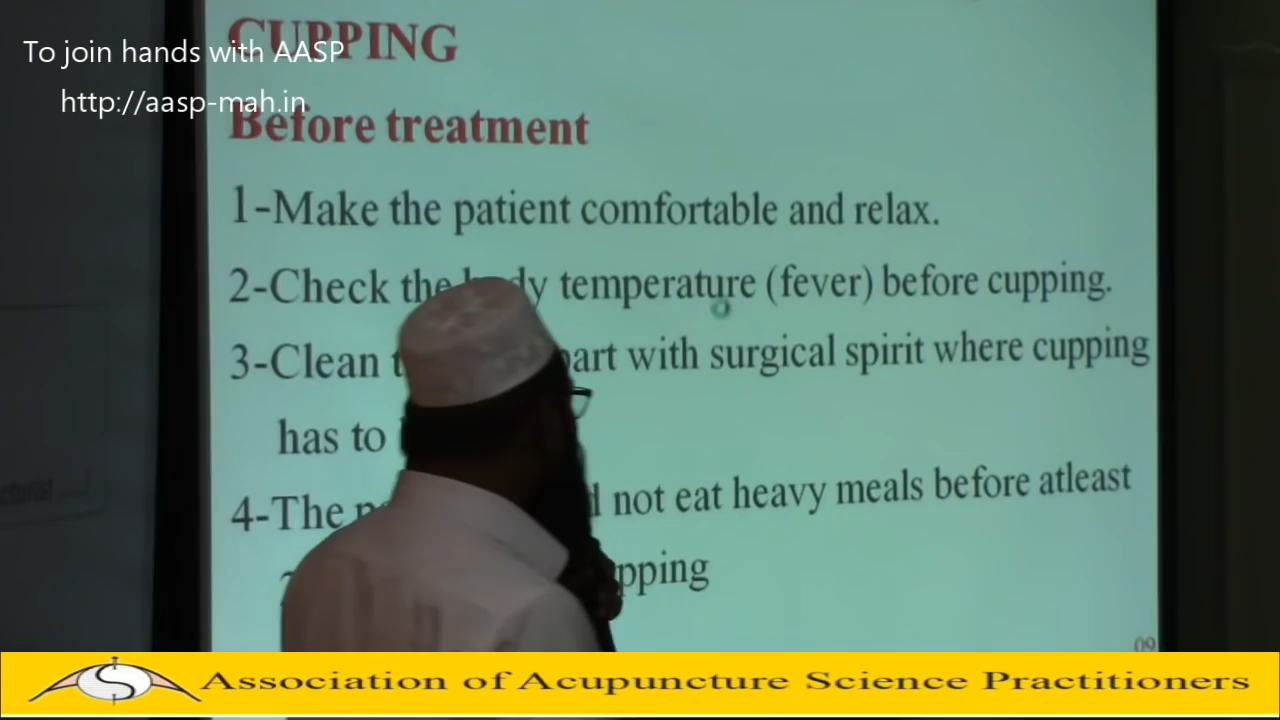 To join hands with AASP
http://aasp-mah.in
CUPPING
Before treatment
1-Make the patient comfortable and relax.
2-Check the body temperature (fever) before cupping.
3-Clean part with surgical spirit where cupping
has to
4-The not eat heavy meals before atleast
09
Association of Acupuncture Science Practitioners